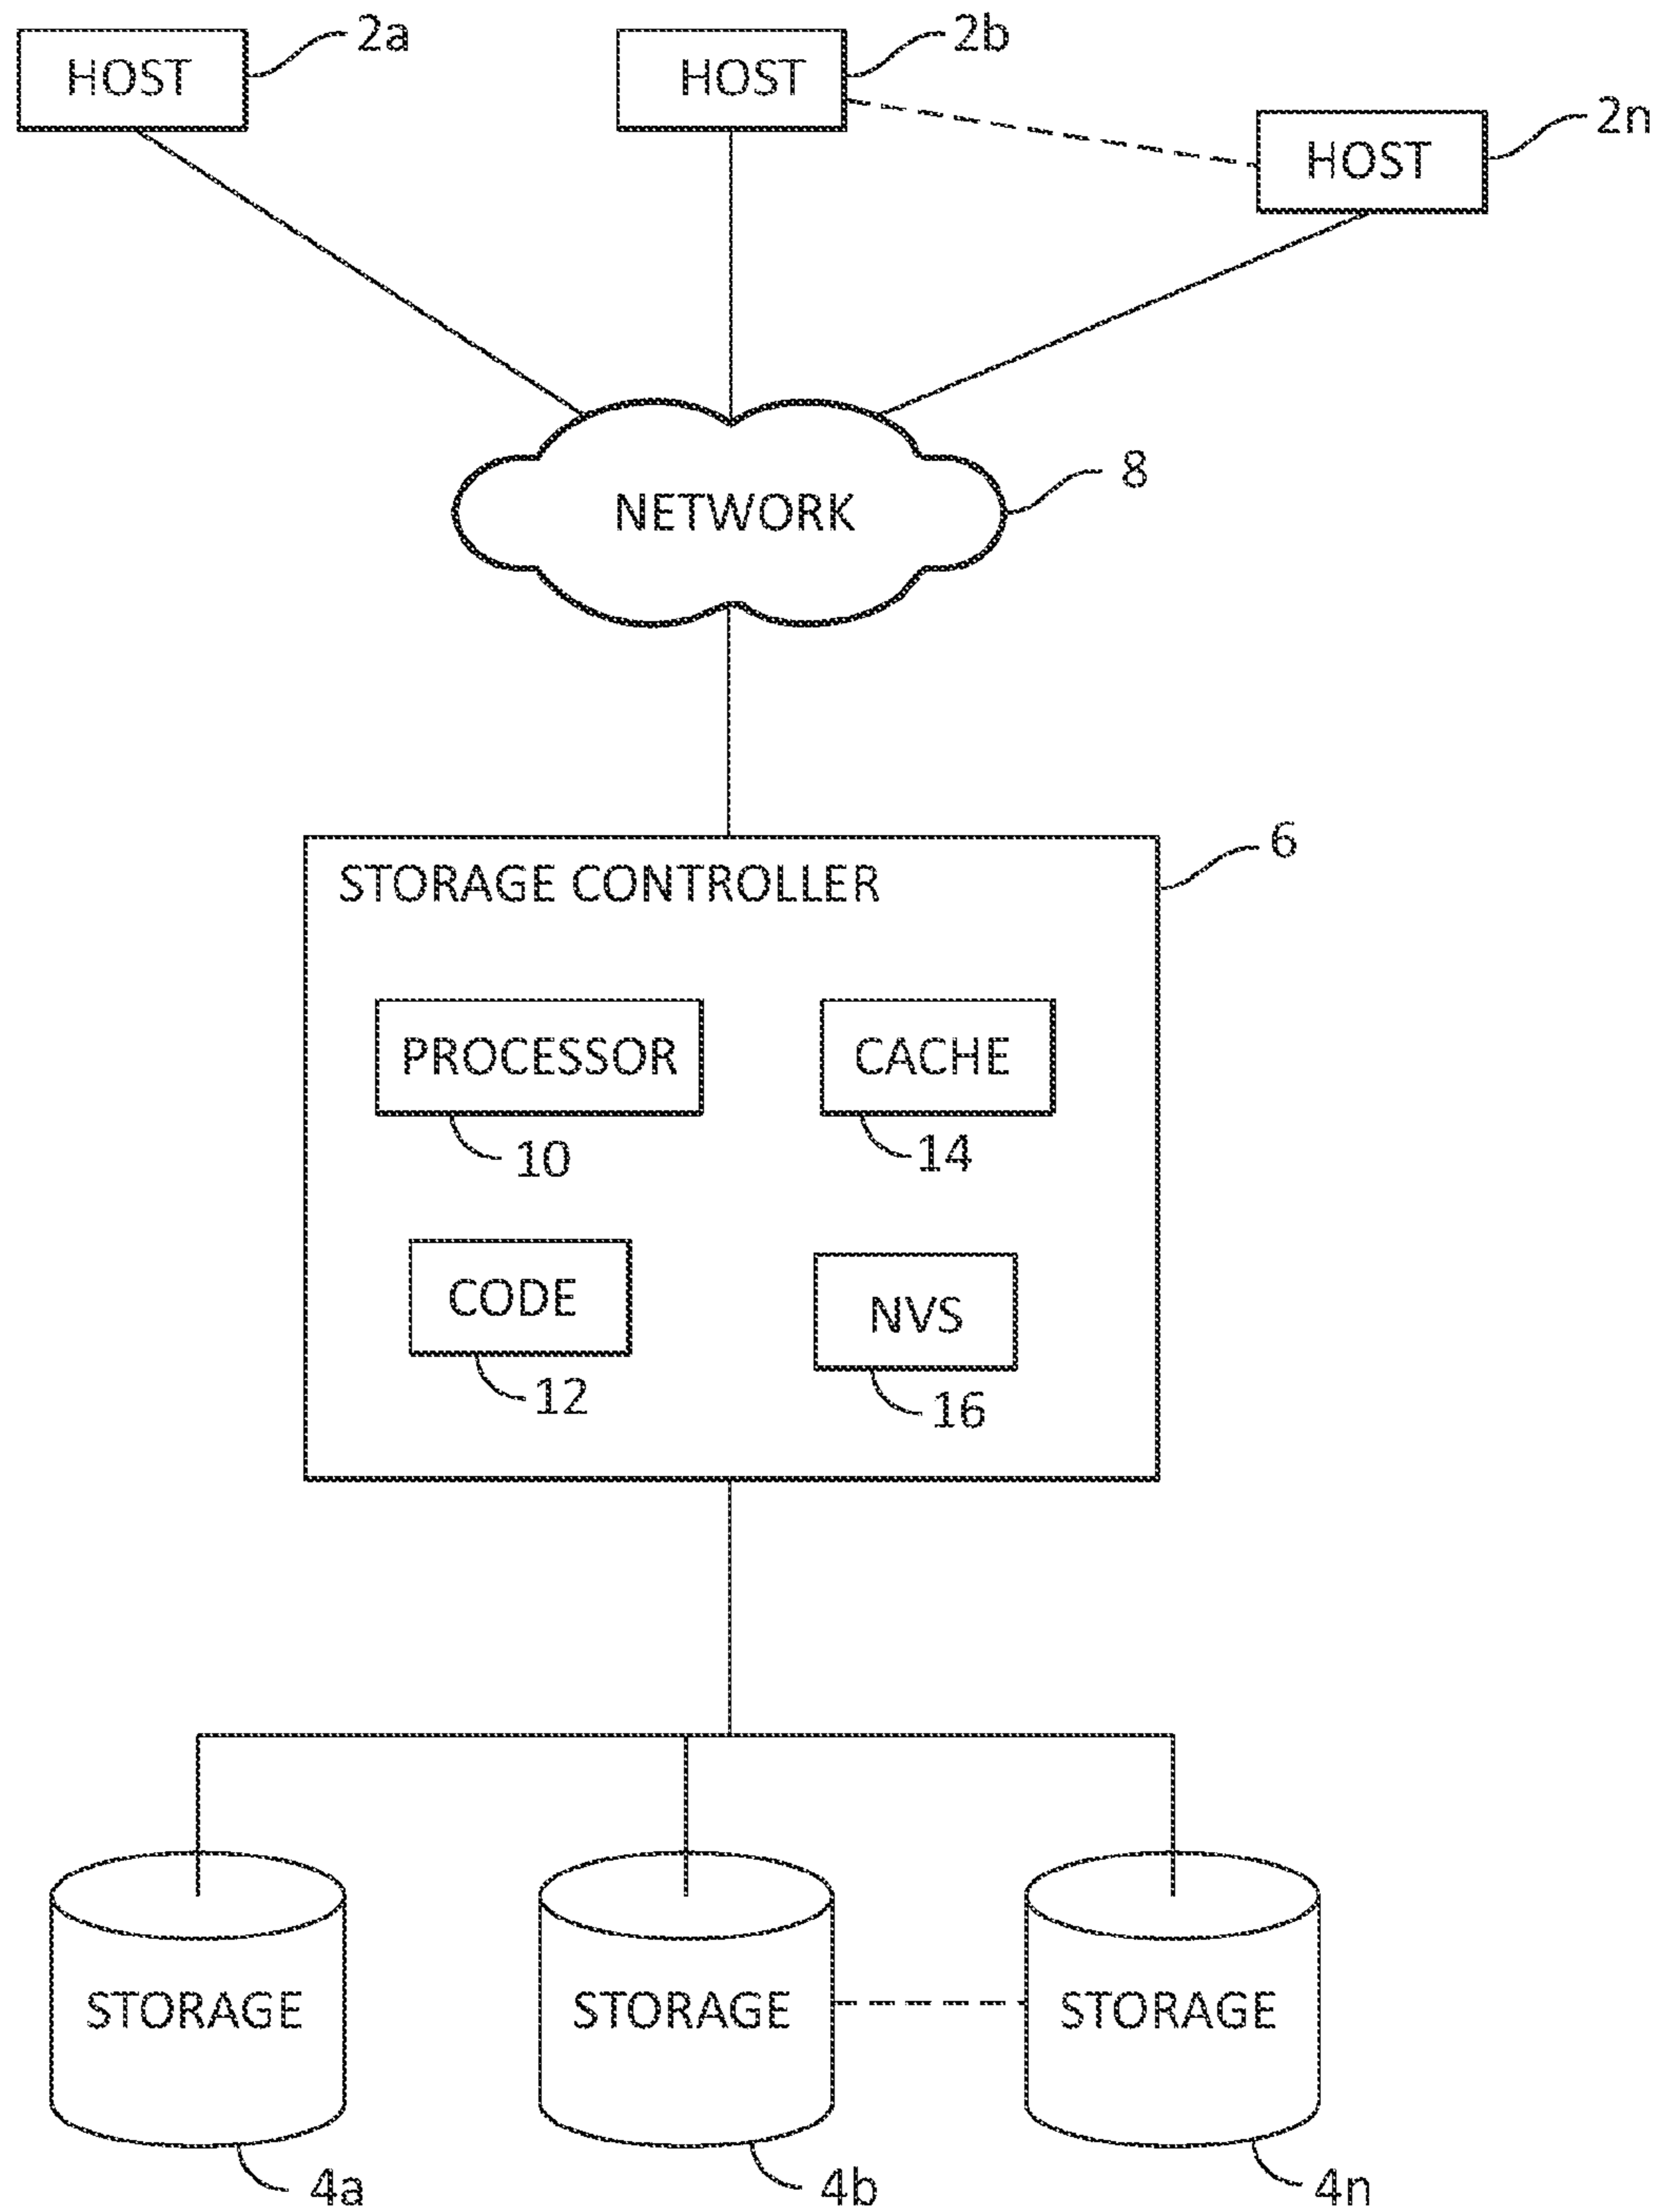 HOST 2a
HOST 2b
HOST 2n
NETWORK 8
STORAGE CONTROLLER 6
PROCESSOR
10
CACHE
14
CODE
12
NVS
16
STORAGE
4a
STORAGE
4b
STORAGE
4n